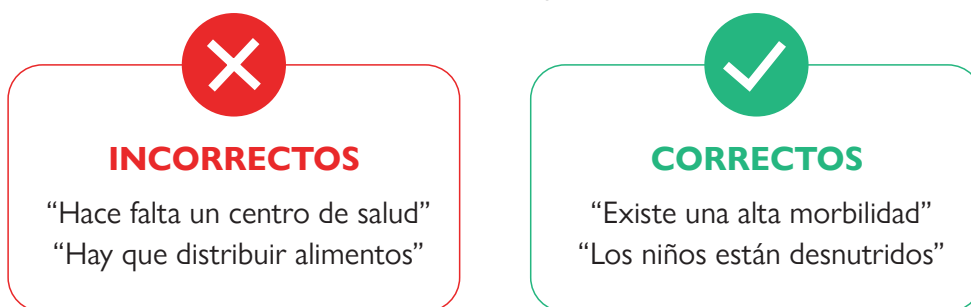 INCORRECTOS
“Hace falta un centro de salud”
“Hay que distribuir alimentos”
CORRECTOS
“Existe una alta morbilidad”
“Los niños están desnutridos”